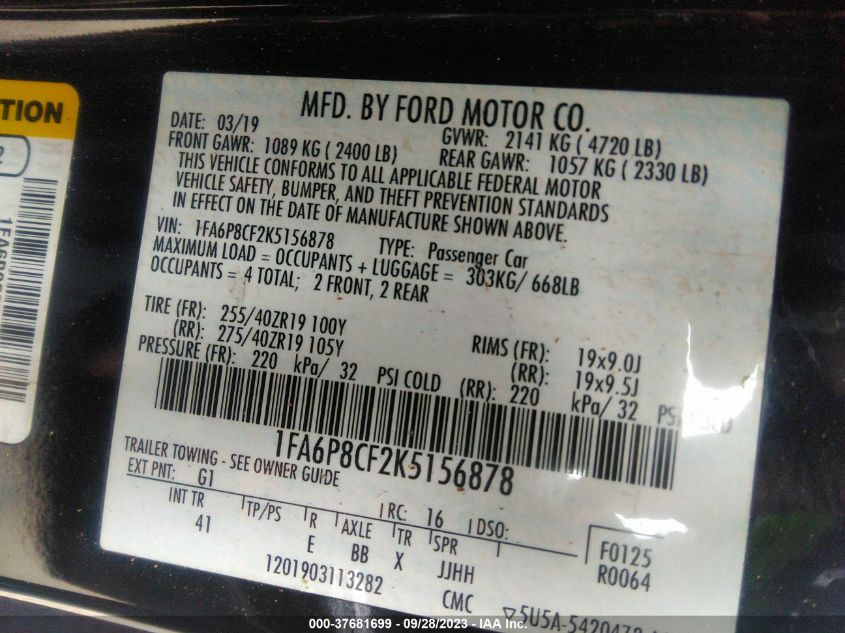 TION
2
MFD. BY FORD MOTOR CO.
DATE: 03/19
GVWR: 2141 KG ( 4720 LB)
FRONT GAWR: 1089 KG ( 2400 LB)
REAR GAWR: 1057 KG ( 2330 LB)
THIS VEHICLE CONFORMS TO ALL APPLICABLE FEDERAL MOTOR
VEHICLE SAFETY, BUMPER, AND THEFT PREVENTION STANDARDS
IN EFFECT ON THE DATE OF MANUFACTURE SHOWN ABOVE.
VIN: 1FA6P8CF2K5156878 TYPE: Passenger Car
MAXIMUM LOAD = OCCUPANTS + LUGGAGE = 303KG/ 668LB
OCCUPANTS = 4 TOTAL; 2 FRONT, 2 REAR
TIRE (FR): 255/40ZR19 100Y RIMS (FR): 19x9.0J
(RR): 275/40ZR19 105Y (RR): 19x9.5J
PRESSURE (FR): 220 kPa/ 32 PSI COLD (RR): 220 kPa/ 32 PSI COLD
1FA6P8CF2K5156878
TRAILER TOWING - SEE OWNER GUIDE
EXT PNT: G1 RC: 16 DSO:
INT TR TP/PS R AXLE TR SPR
41 E BB X JJHH
F0125
R0064
1201903113282
CMC
000-37681699 - 09/28/2023 - IAA Inc.